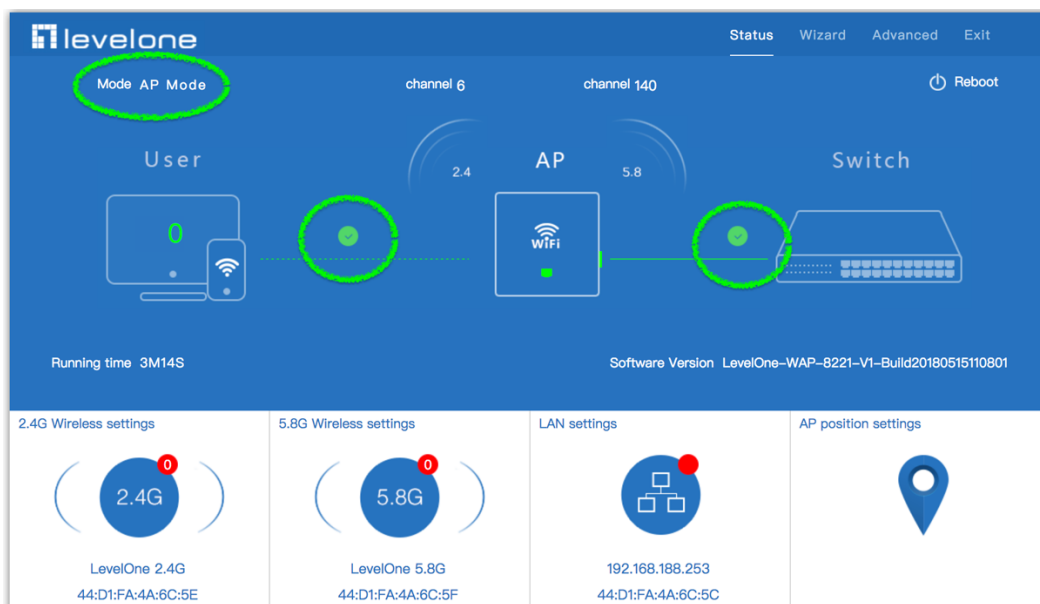 levelone
Status Wizard Advanced Exit
Mode AP Mode channel 6 channel 140 Reboot
User AP Switch
2.4 5.8
0
WiFi
Running time 3M14S Software Version LevelOne-WAP-8221-V1-Build20180515110801
2.4G Wireless settings 5.8G Wireless settings LAN settings AP position settings
0 0
2.4G 5.8G
LevelOne 2.4G LevelOne 5.8G 192.168.188.253
44:D1:FA:4A:6C:5E 44:D1:FA:4A:6C:5F 44:D1:FA:4A:6C:5C